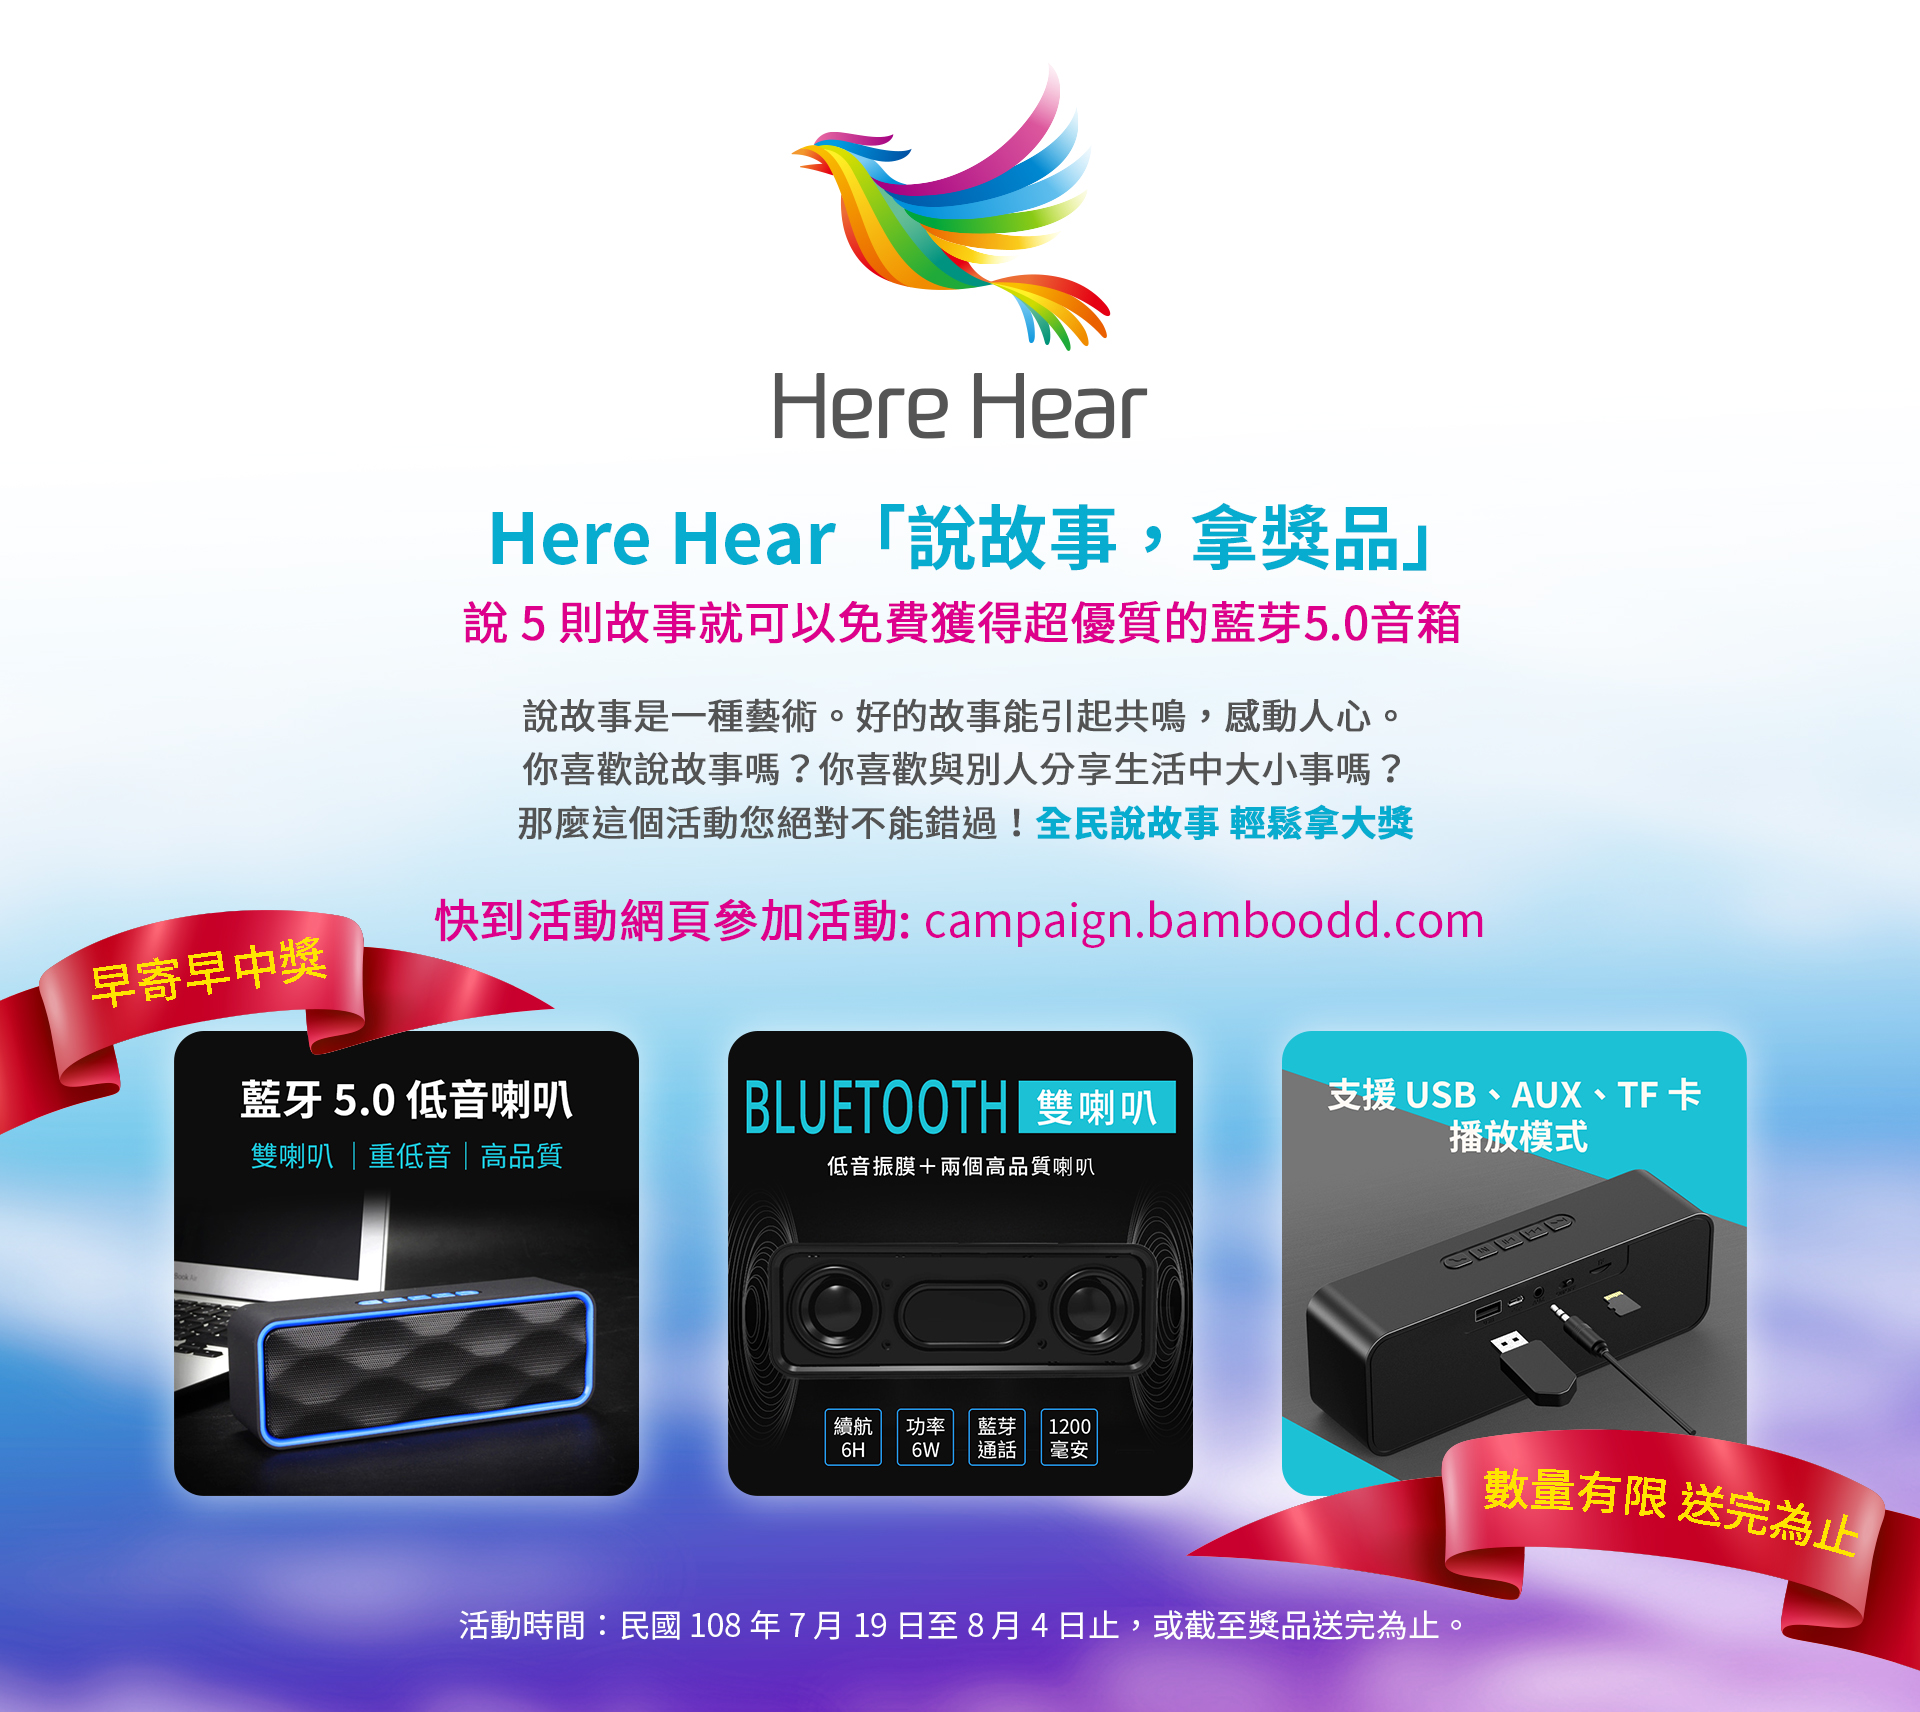 Here Hear
Here Hear「說故事，拿獎品」
說 5 則故事就可以免費獲得超優質的藍芽5.0音箱
說故事是一種藝術。好的故事能引起共鳴，感動人心。
你喜歡說故事嗎？你喜歡與別人分享生活中大小事嗎？
那麼這個活動您絕對不能錯過！全民說故事 輕鬆拿大獎
快到活動網頁參加活動: campaign.bamboodd.com
早寄早中獎
藍牙 5.0 低音喇叭
雙喇叭｜重低音｜高品質
BLUETOOTH 雙喇叭
低音振膜＋兩個高品質喇叭
續航
6H
功率
6W
藍芽
通話
1200
毫安
支援 USB、AUX、TF 卡
播放模式
數量有限 送完為止
活動時間：民國 108 年 7 月 19 日至 8 月 4 日止，或截至獎品送完為止。